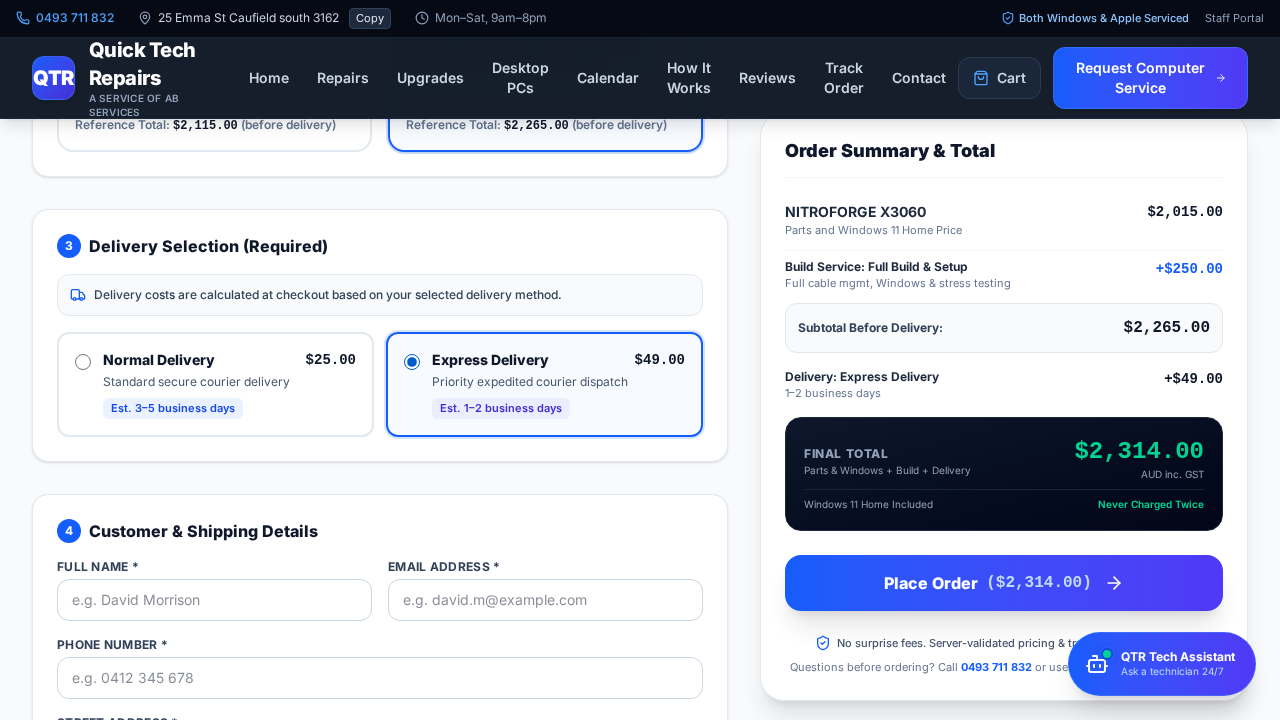 0493 711 832
25 Emma St Caufield south 3162
Copy
Mon–Sat, 9am–8pm
Both Windows & Apple Serviced
Staff Portal
QTR
Quick Tech
Repairs
A SERVICE OF AB
SERVICES
Home
Repairs
Upgrades
Desktop
PCs
Calendar
How It
Works
Reviews
Track
Order
Contact
Cart
Request Computer
Service
Reference Total: $2,115.00 (before delivery)
Reference Total: $2,265.00 (before delivery)
3
Delivery Selection (Required)
Delivery costs are calculated at checkout based on your selected delivery method.
Normal Delivery
$25.00
Standard secure courier delivery
Est. 3–5 business days
Express Delivery
$49.00
Priority expedited courier dispatch
Est. 1–2 business days
4
Customer & Shipping Details
FULL NAME *
e.g. David Morrison
EMAIL ADDRESS *
e.g. david.m@example.com
PHONE NUMBER *
e.g. 0412 345 678
STREET ADDRESS *
Order Summary & Total
NITROFORGE X3060
$2,015.00
Parts and Windows 11 Home Price
Build Service: Full Build & Setup
+$250.00
Full cable mgmt, Windows & stress testing
Subtotal Before Delivery:
$2,265.00
Delivery: Express Delivery
+$49.00
1–2 business days
FINAL TOTAL
$2,314.00
Parts & Windows + Build + Delivery
AUD inc. GST
Windows 11 Home Included
Never Charged Twice
Place Order ($2,314.00)
No surprise fees. Server-validated pricing &
Questions before ordering? Call 0493 711 832 or use
QTR Tech Assistant
Ask a technician 24/7